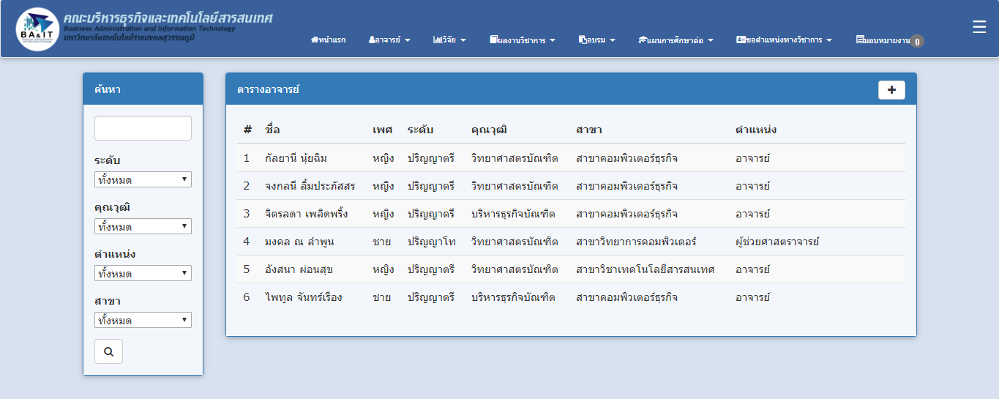 คณะบริหารธุรกิจและเทคโนโลยีสารสนเทศ
Business Administration and Information Technology
มหาวิทยาลัยเทคโนโลยีราชมงคลสุวรรณภูมิ
BA&IT
หน้าแรก อาจารย์ วิจัย ผลงานวิชาการ อบรม แผนการศึกษาต่อ ขอตำแหน่งทางวิชาการ มอบหมายงาน 0
ค้นหา
ระดับ
ทั้งหมด
คุณวุฒิ
ทั้งหมด
ตำแหน่ง
ทั้งหมด
สาขา
ทั้งหมด
ตารางอาจารย์
# ชื่อ เพศ ระดับ คุณวุฒิ สาขา ตำแหน่ง
1 กัลยานี นุ้ยฉิม หญิง ปริญญาตรี วิทยาศาสตรบัณฑิต สาขาคอมพิวเตอร์ธุรกิจ อาจารย์
2 จงกลนี ลิ้มประภัสสร หญิง ปริญญาตรี วิทยาศาสตรบัณฑิต สาขาคอมพิวเตอร์ธุรกิจ อาจารย์
3 จิตรลดา เพลิดพริ้ง หญิง ปริญญาตรี บริหารธุรกิจบัณฑิต สาขาคอมพิวเตอร์ธุรกิจ อาจารย์
4 มงคล ณ ลำพูน ชาย ปริญญาโท วิทยาศาสตรบัณฑิต สาขาวิทยาการคอมพิวเตอร์ ผู้ช่วยศาสตราจารย์
5 อังสนา ผ่อนสุข หญิง ปริญญาตรี วิทยาศาสตรบัณฑิต สาขาวิชาเทคโนโลยีสารสนเทศ อาจารย์
6 ไพทูล จันทร์เรือง ชาย ปริญญาตรี บริหารธุรกิจบัณฑิต สาขาคอมพิวเตอร์ธุรกิจ อาจารย์